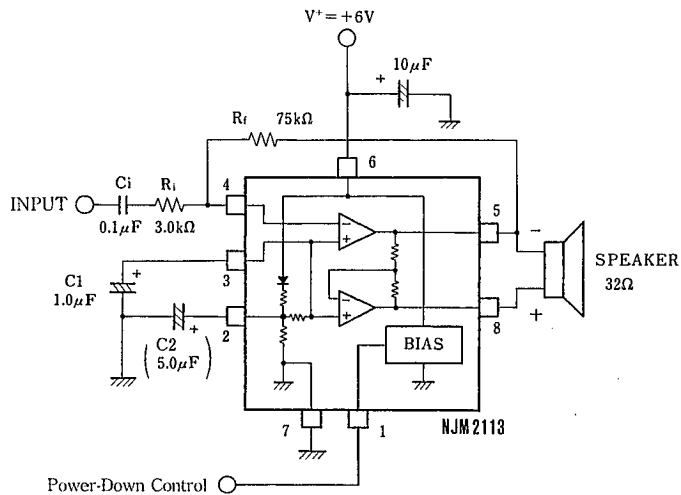 V⁺=+6V
10μF
+
Rf 75kΩ
6
Ci Ri 4
INPUT
0.1μF 3.0kΩ
5
−
−
+
SPEAKER
32Ω
+
3
C1
1.0μF
+
C2
(5.0μF)
2
−
+
8
+
BIAS
7 1
NJM2113
Power-Down Control